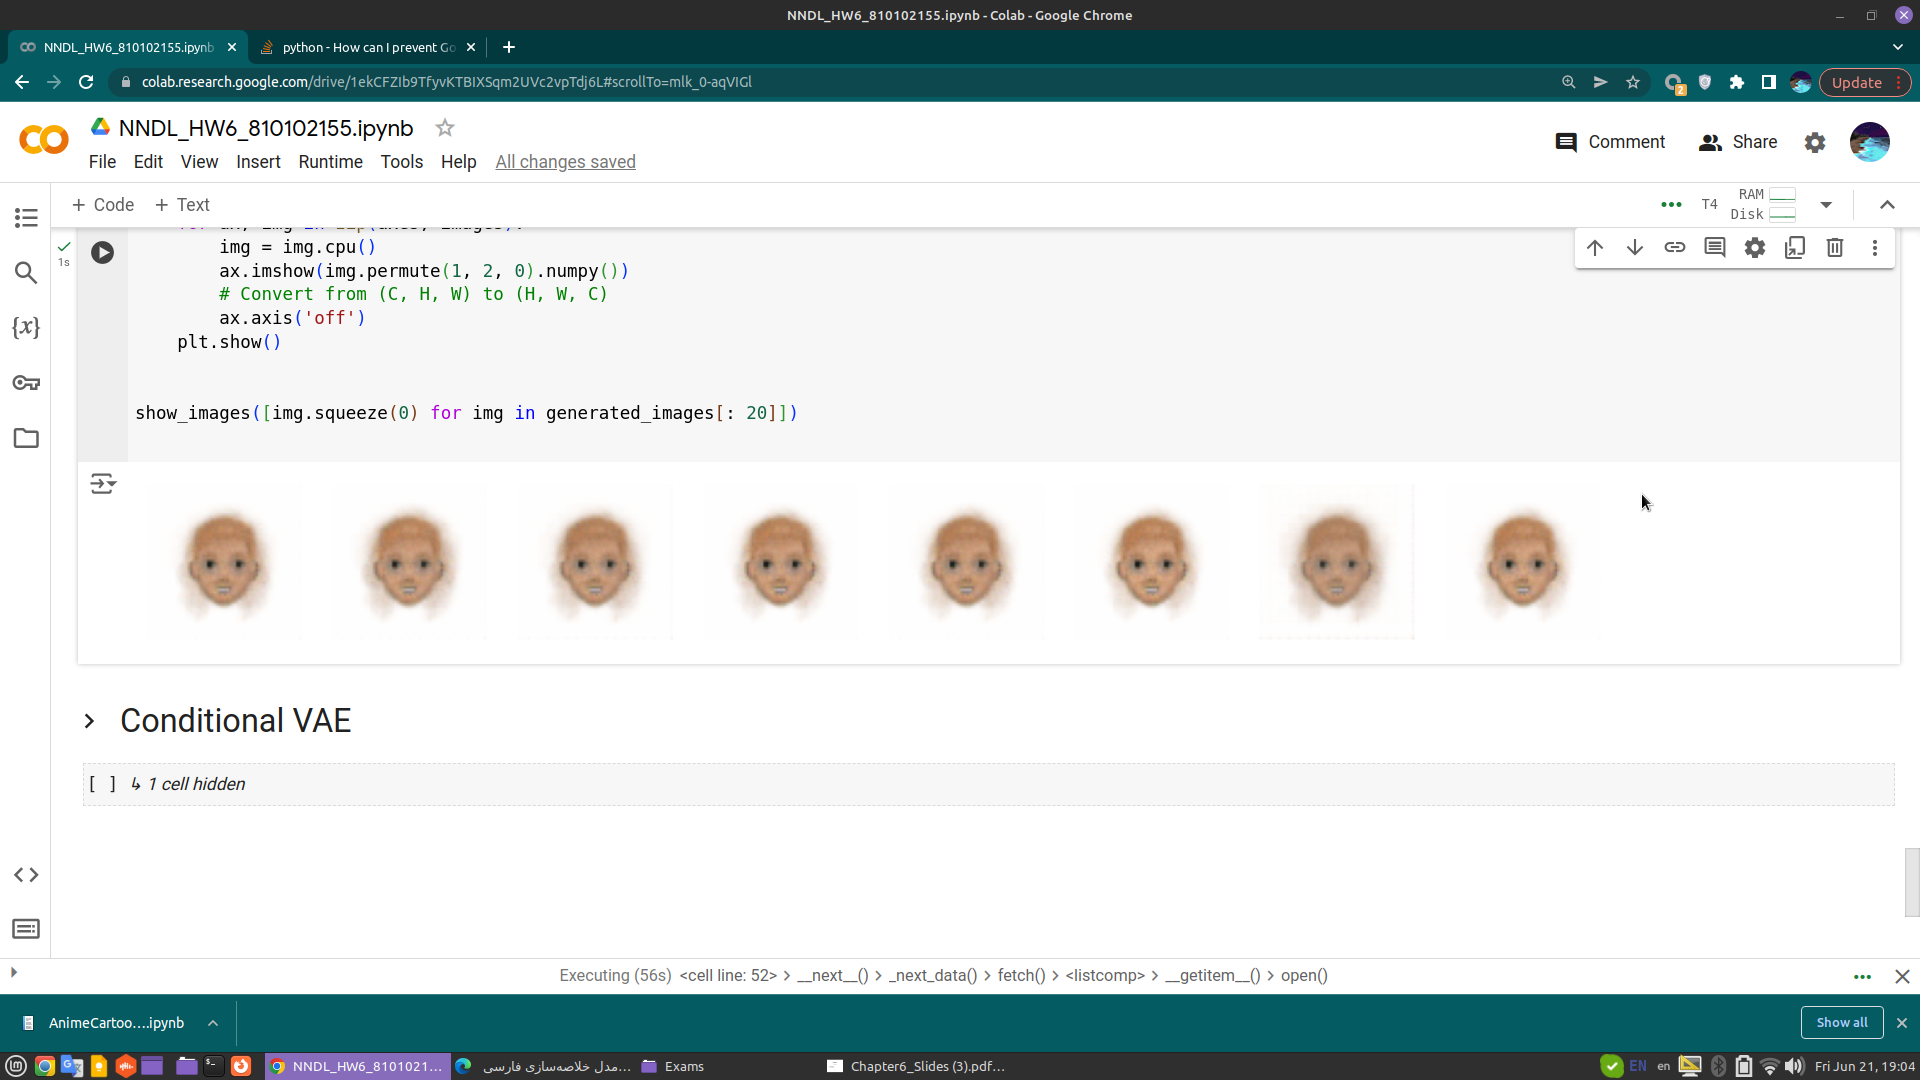 NNDL_HW6_810102155.ipynb - Colab - Google Chrome
NNDL_HW6_810102155.ipynb
python - How can I prevent Go
colab.research.google.com/drive/1ekCFZIb9TfyvKTBIXSqm2UVc2vpTdj6L#scrollTo=mlk_0-aqVIGl
2
Update
NNDL_HW6_810102155.ipynb
File Edit View Insert Runtime Tools Help All changes saved
Comment
Share
+ Code + Text
T4
RAM
Disk
1s
img = img.cpu()
ax.imshow(img.permute(1, 2, 0).numpy())
# Convert from (C, H, W) to (H, W, C)
ax.axis('off')
plt.show()
show_images([img.squeeze(0) for img in generated_images[: 20]])
{x}
Conditional VAE
[ ] ↳ 1 cell hidden
Executing (56s) <cell line: 52> > __next__() > _next_data() > fetch() > <listcomp> > __getitem__() > open()
AnimeCartoo....ipynb
Show all
NNDL_HW6_8101021...
مدل خلاصه‌سازی فارسی...
Exams
Chapter6_Slides (3).pdf...
EN
en
Fri Jun 21, 19:04